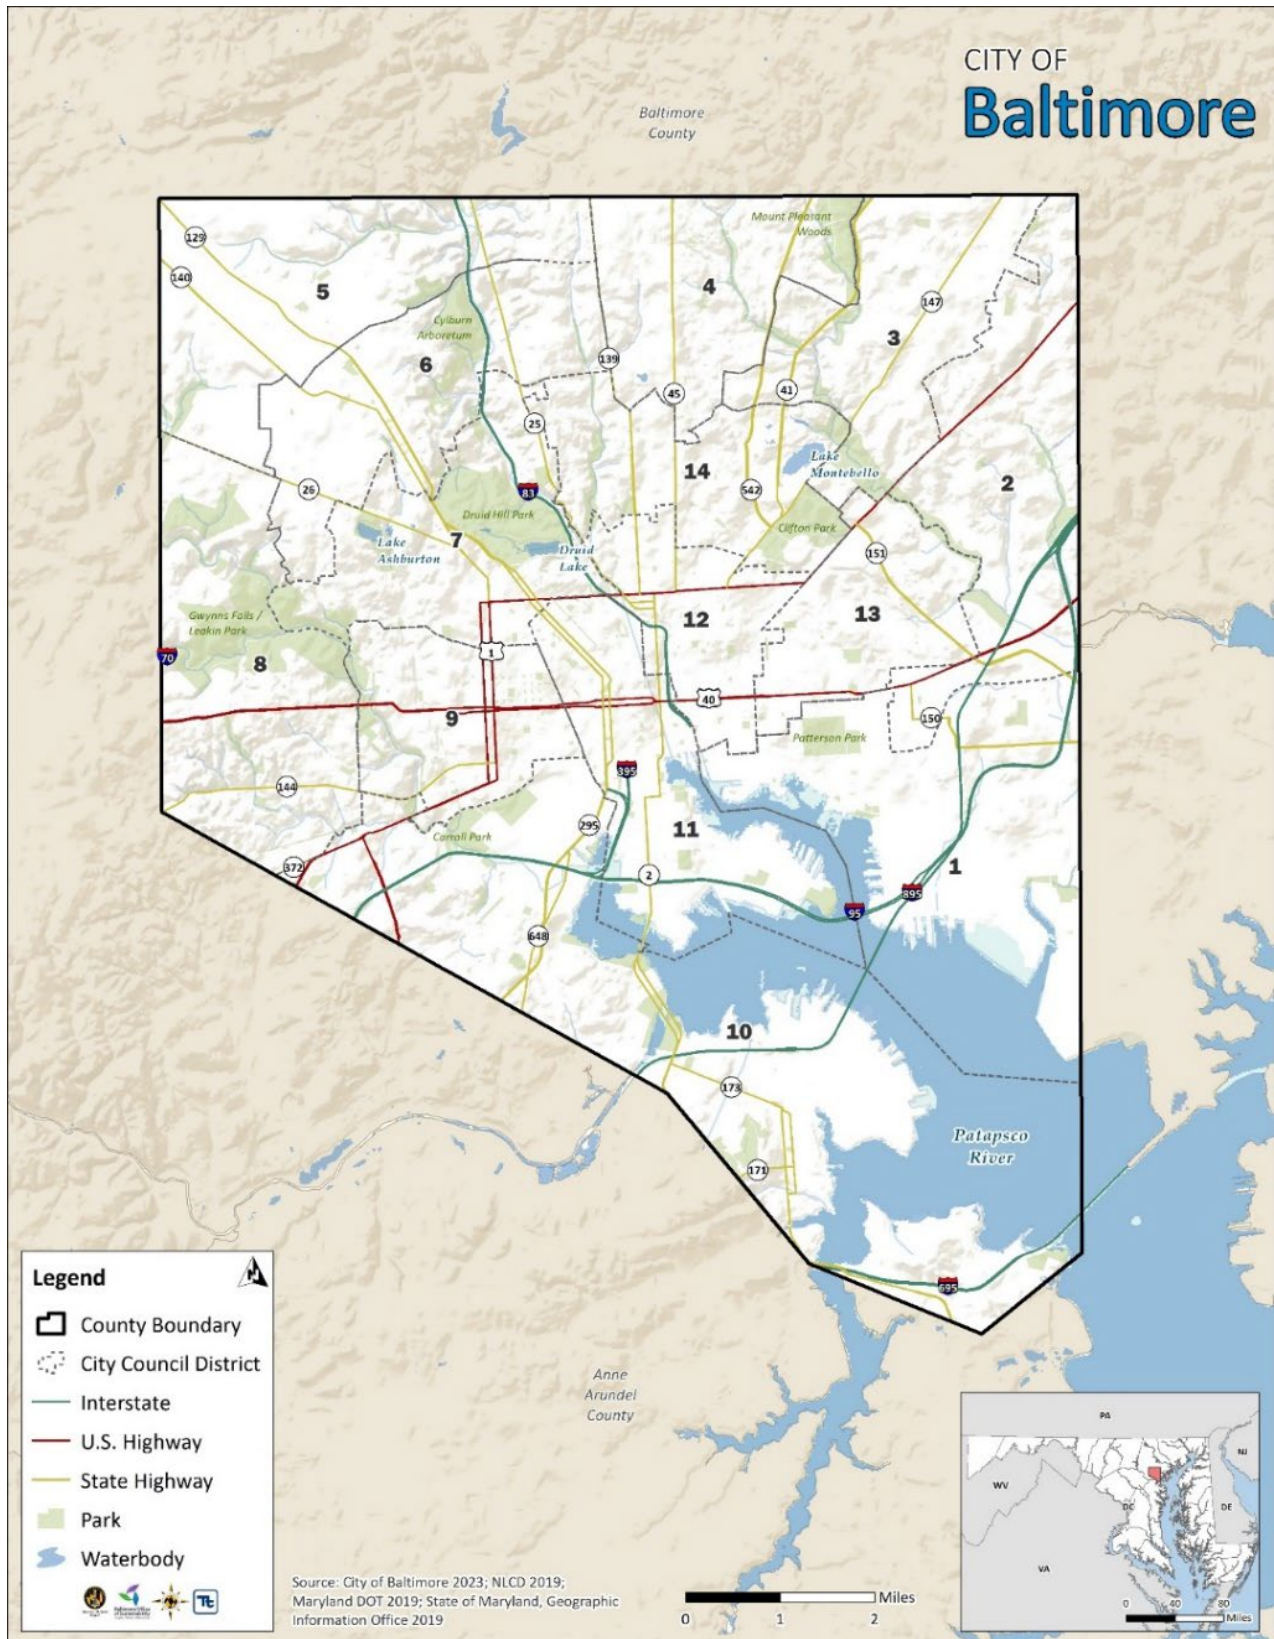 CITY OF
Baltimore
Baltimore
County
Mount Pleasant
Woods
129
140
5
4
147
3
Cylburn
Arboretum
6
139
45
41
25
14
Lake
Montebello
2
26
83
542
Druid Hill Park
Clifton Park
7
Lake
Ashburton
Druid
Lake
151
Gwynns Falls /
Leakin Park
12
13
70
8
1
40
9
150
Patterson Park
395
144
295
11
Carroll Park
372
2
1
895
95
648
10
173
Patapsco
River
171
695
Legend
County Boundary
City Council District
Interstate
U.S. Highway
State Highway
Park
Waterbody
Anne
Arundel
County
Source: City of Baltimore 2023; NLCD 2019;
Maryland DOT 2019; State of Maryland, Geographic
Information Office 2019
Miles
0 1 2
PA
NJ
WV
DC
DE
VA
0 40 80
Miles